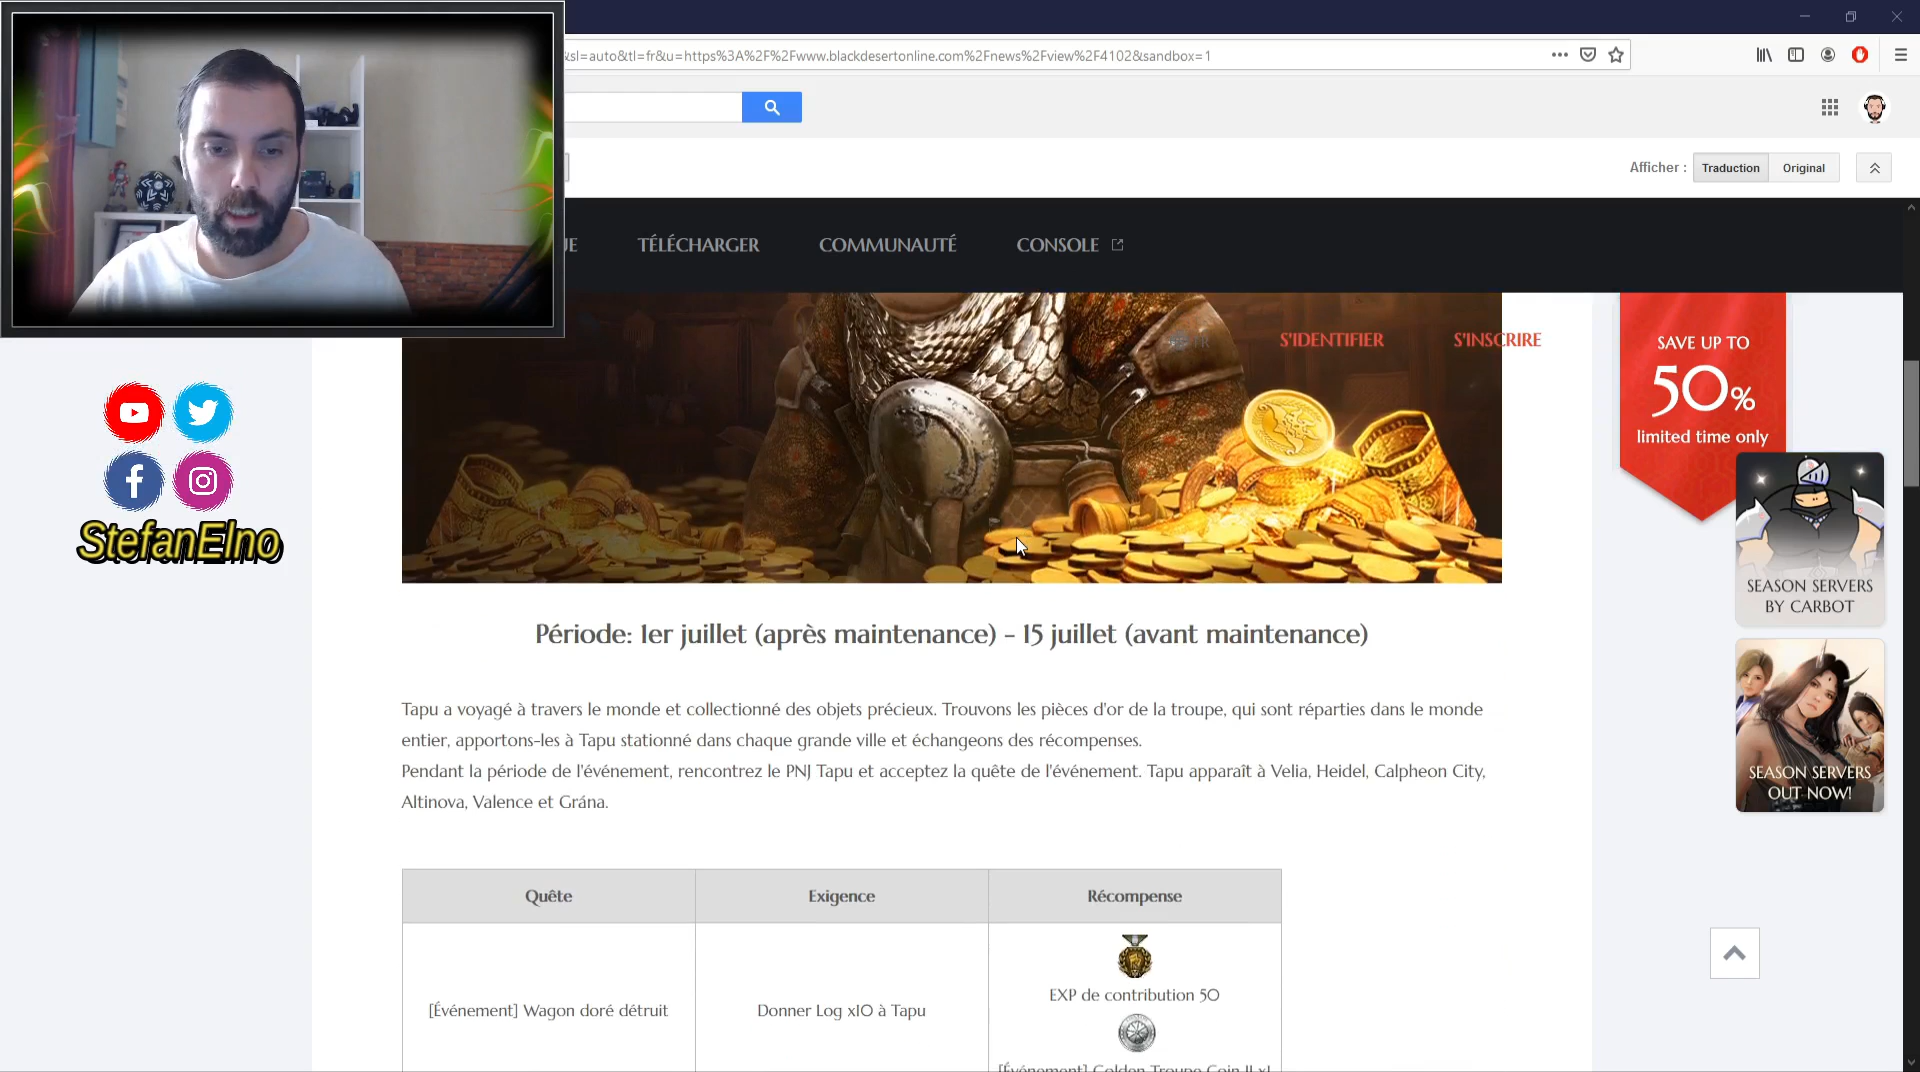 &sl=auto&tl=fr&u=https%3A%2F%2Fwww.blackdesertonline.com%2Fnews%2Fview%2F4102&sandbox=1
Afficher : Traduction Original
TÉLÉCHARGER COMMUNAUTÉ CONSOLE
S'IDENTIFIER S'INSCRIRE
SAVE UP TO
50%
limited time only
StefanElno
SEASON SERVERS
BY CARBOT
Période: 1er juillet (après maintenance) - 15 juillet (avant maintenance)
Tapu a voyagé à travers le monde et collectionné des objets précieux. Trouvons les pièces d'or de la troupe, qui sont réparties dans le monde
entier, apportons-les à Tapu stationné dans chaque grande ville et échangeons des récompenses.
Pendant la période de l'événement, rencontrez le PNJ Tapu et acceptez la quête de l'événement. Tapu apparaît à Velia, Heidel, Calpheon City,
Altinova, Valence et Grána.
SEASON SERVERS
OUT NOW!
Quête Exigence Récompense
[Événement] Wagon doré détruit
Donner Log x10 à Tapu
EXP de contribution 50
[Événement] Golden Troupe Coin II x1